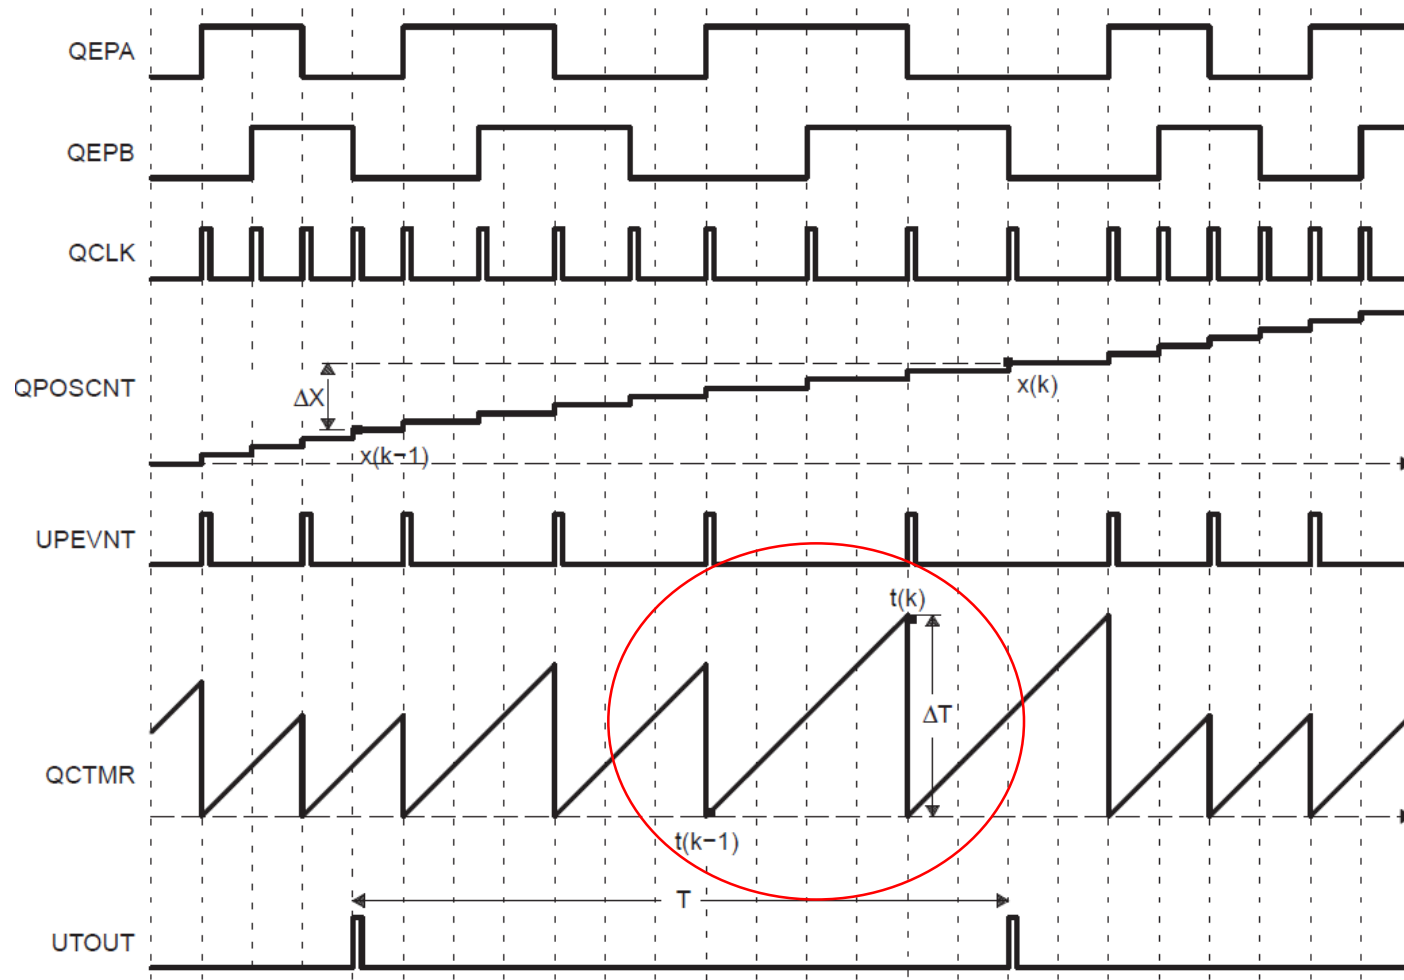 QEPA
QEPB
QCLK
QPOSCNT
ΔX
x(k−1)
x(k)
UPEVNT
t(k)
ΔT
QCTMR
t(k−1)
T
UTOUT